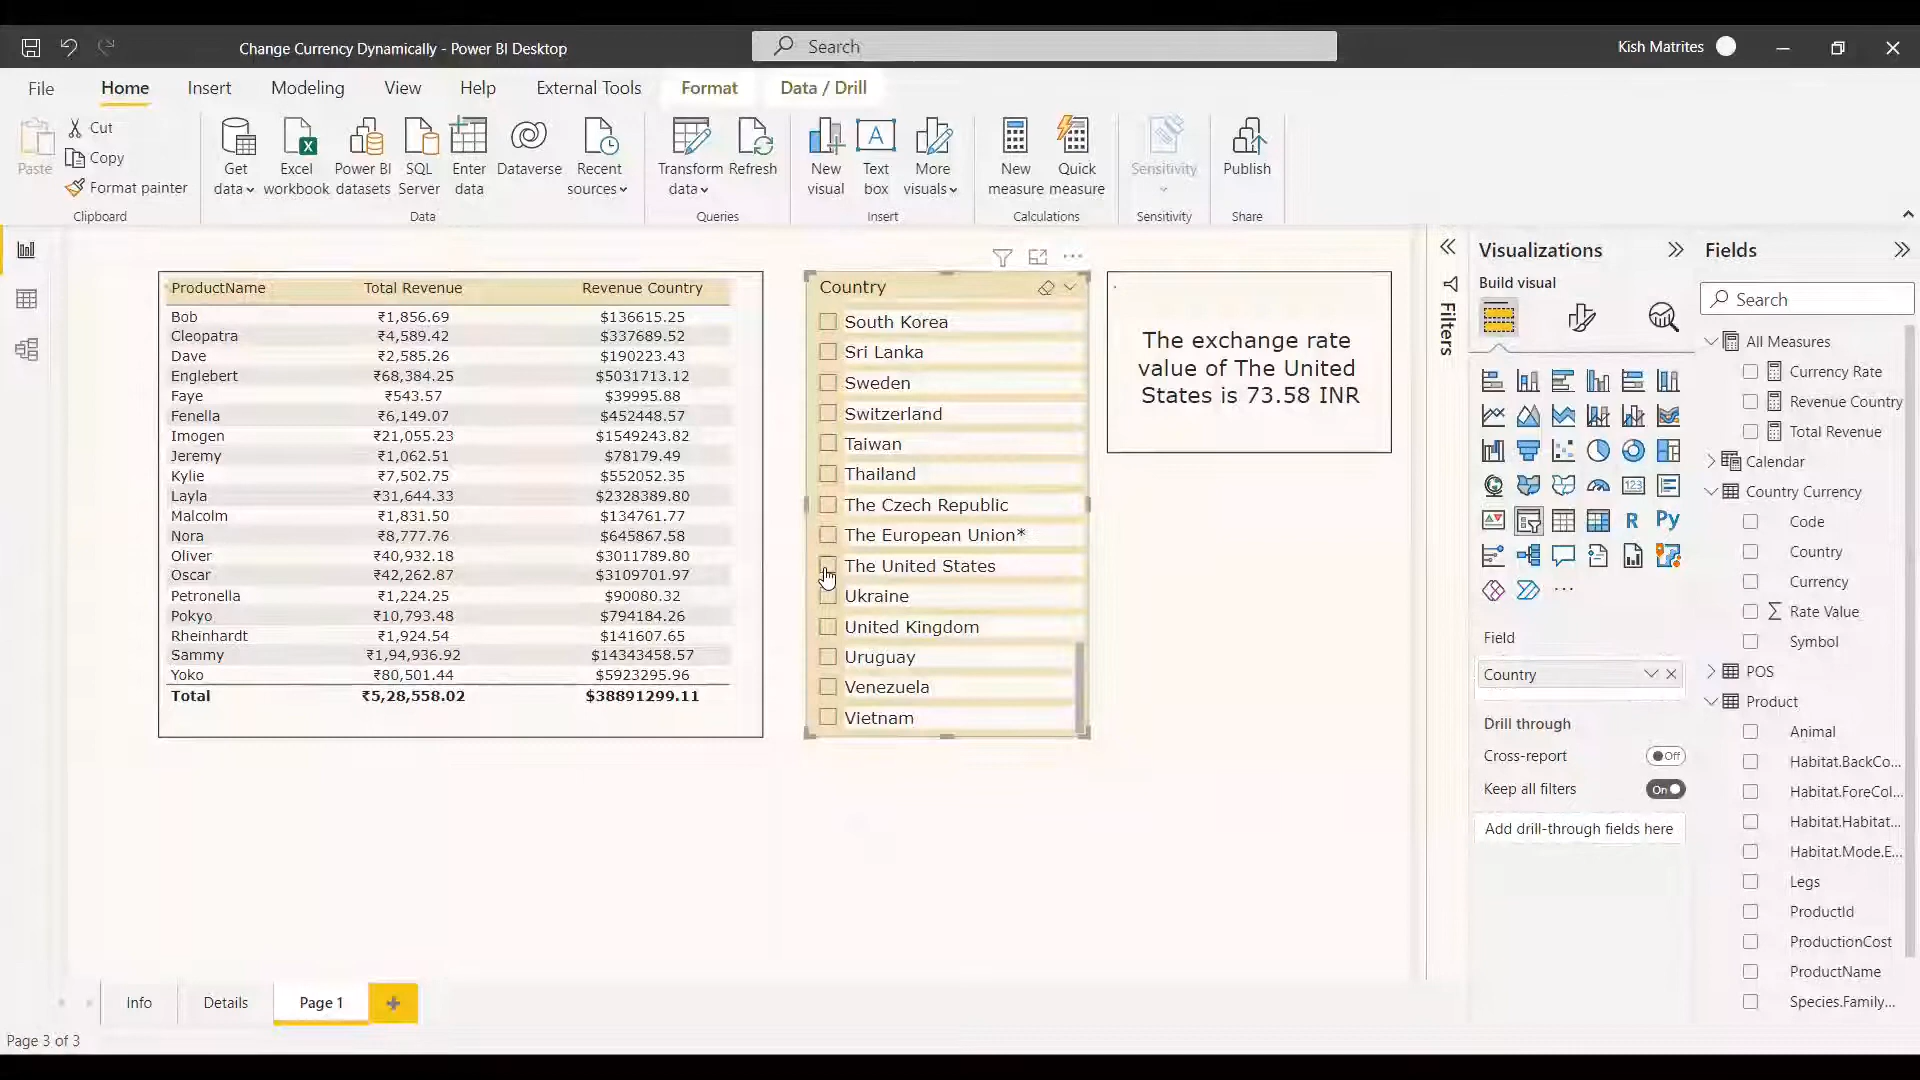 Change Currency Dynamically - Power BI Desktop
Search
Kish Matrites
File
Home
Insert
Modeling
View
Help
External Tools
Format
Data / Drill
Paste
Cut
Copy
Format painter
Clipboard
Get
data
Excel
workbook
Power BI
datasets
SQL
Server
Enter
data
Dataverse
Recent
sources
Data
Transform
data
Refresh
Queries
New
visual
Text
box
More
visuals
Insert
New
measure
Quick
measure
Calculations
Sensitivity
Sensitivity
Publish
Share
ProductName Total Revenue Revenue Country
Bob ₹1,856.69 $136615.25
Cleopatra ₹4,589.42 $337689.52
Dave ₹2,585.26 $190223.43
Englebert ₹68,384.25 $5031713.12
Faye ₹543.57 $39995.88
Fenella ₹6,149.07 $452448.57
Imogen ₹21,055.23 $1549243.82
Jeremy ₹1,062.51 $78179.49
Kylie ₹7,502.75 $552052.35
Layla ₹31,644.33 $2328389.80
Malcolm ₹1,831.50 $134761.77
Nora ₹8,777.76 $645867.58
Oliver ₹40,932.18 $3011789.80
Oscar ₹42,262.87 $3109701.97
Petronella ₹1,224.25 $90080.32
Pokyo ₹10,793.48 $794184.26
Rheinhardt ₹1,924.54 $141607.65
Sammy ₹1,94,936.92 $14343458.57
Yoko ₹80,501.44 $5923295.96
Total ₹5,28,558.02 $38891299.11
Country
South Korea
Sri Lanka
Sweden
Switzerland
Taiwan
Thailand
The Czech Republic
The European Union*
The United States
Ukraine
United Kingdom
Uruguay
Venezuela
Vietnam
The exchange rate
value of The United
States is 73.58 INR
Filters
Visualizations
Build visual
R
Py
123
Field
Country
Drill through
Cross-report
Off
Keep all filters
On
Add drill-through fields here
Fields
Search
All Measures
Currency Rate
Revenue Country
Total Revenue
Calendar
Country Currency
Code
Country
Currency
Rate Value
Symbol
POS
Product
Animal
Habitat.BackCo...
Habitat.ForeCol...
Habitat.Habitat...
Habitat.Mode.E...
Legs
ProductId
ProductionCost
ProductName
Species.Family...
Info
Details
Page 1
Page 3 of 3